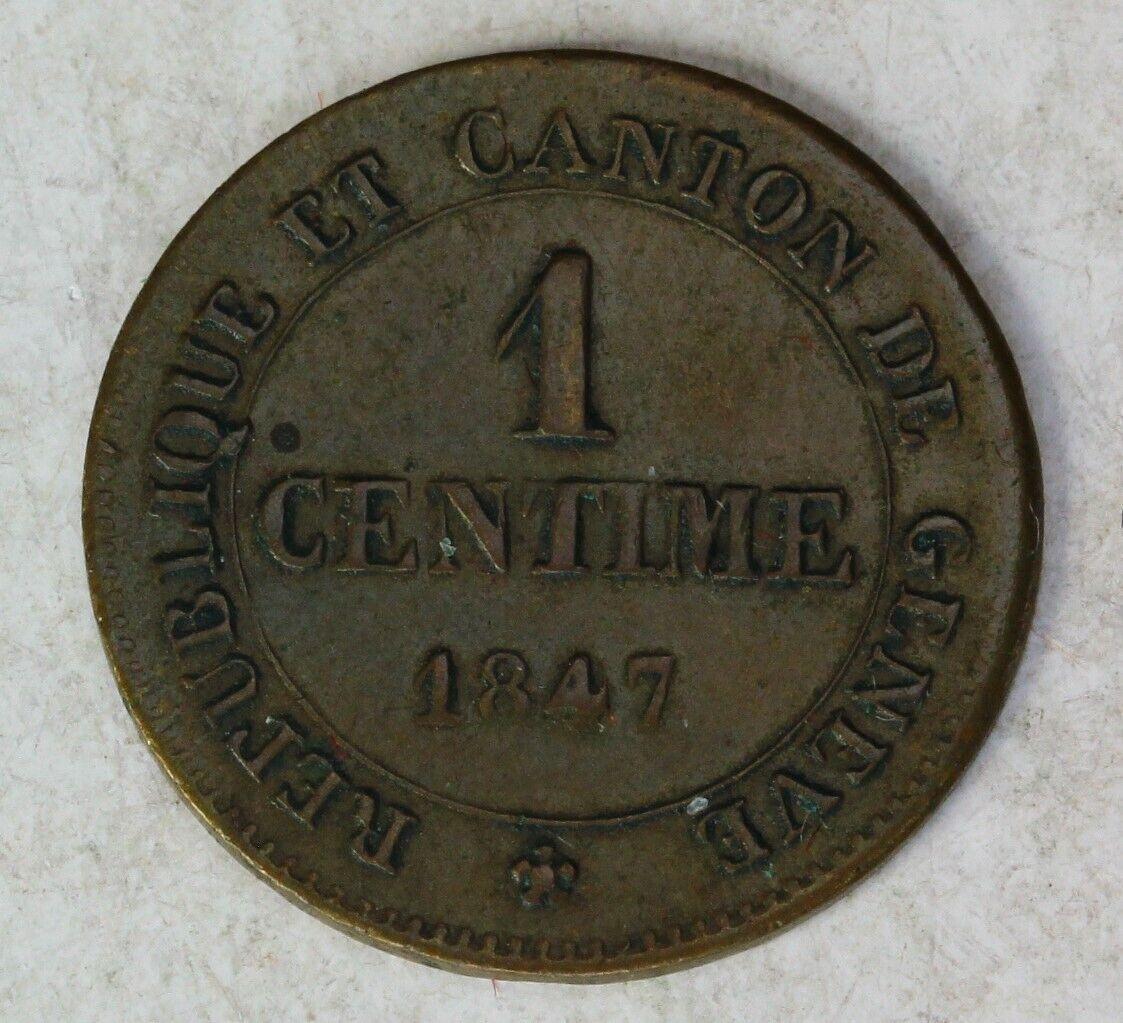 REPUBLIQUE ET CANTON DE GENEVE
1
CENTIME
1847